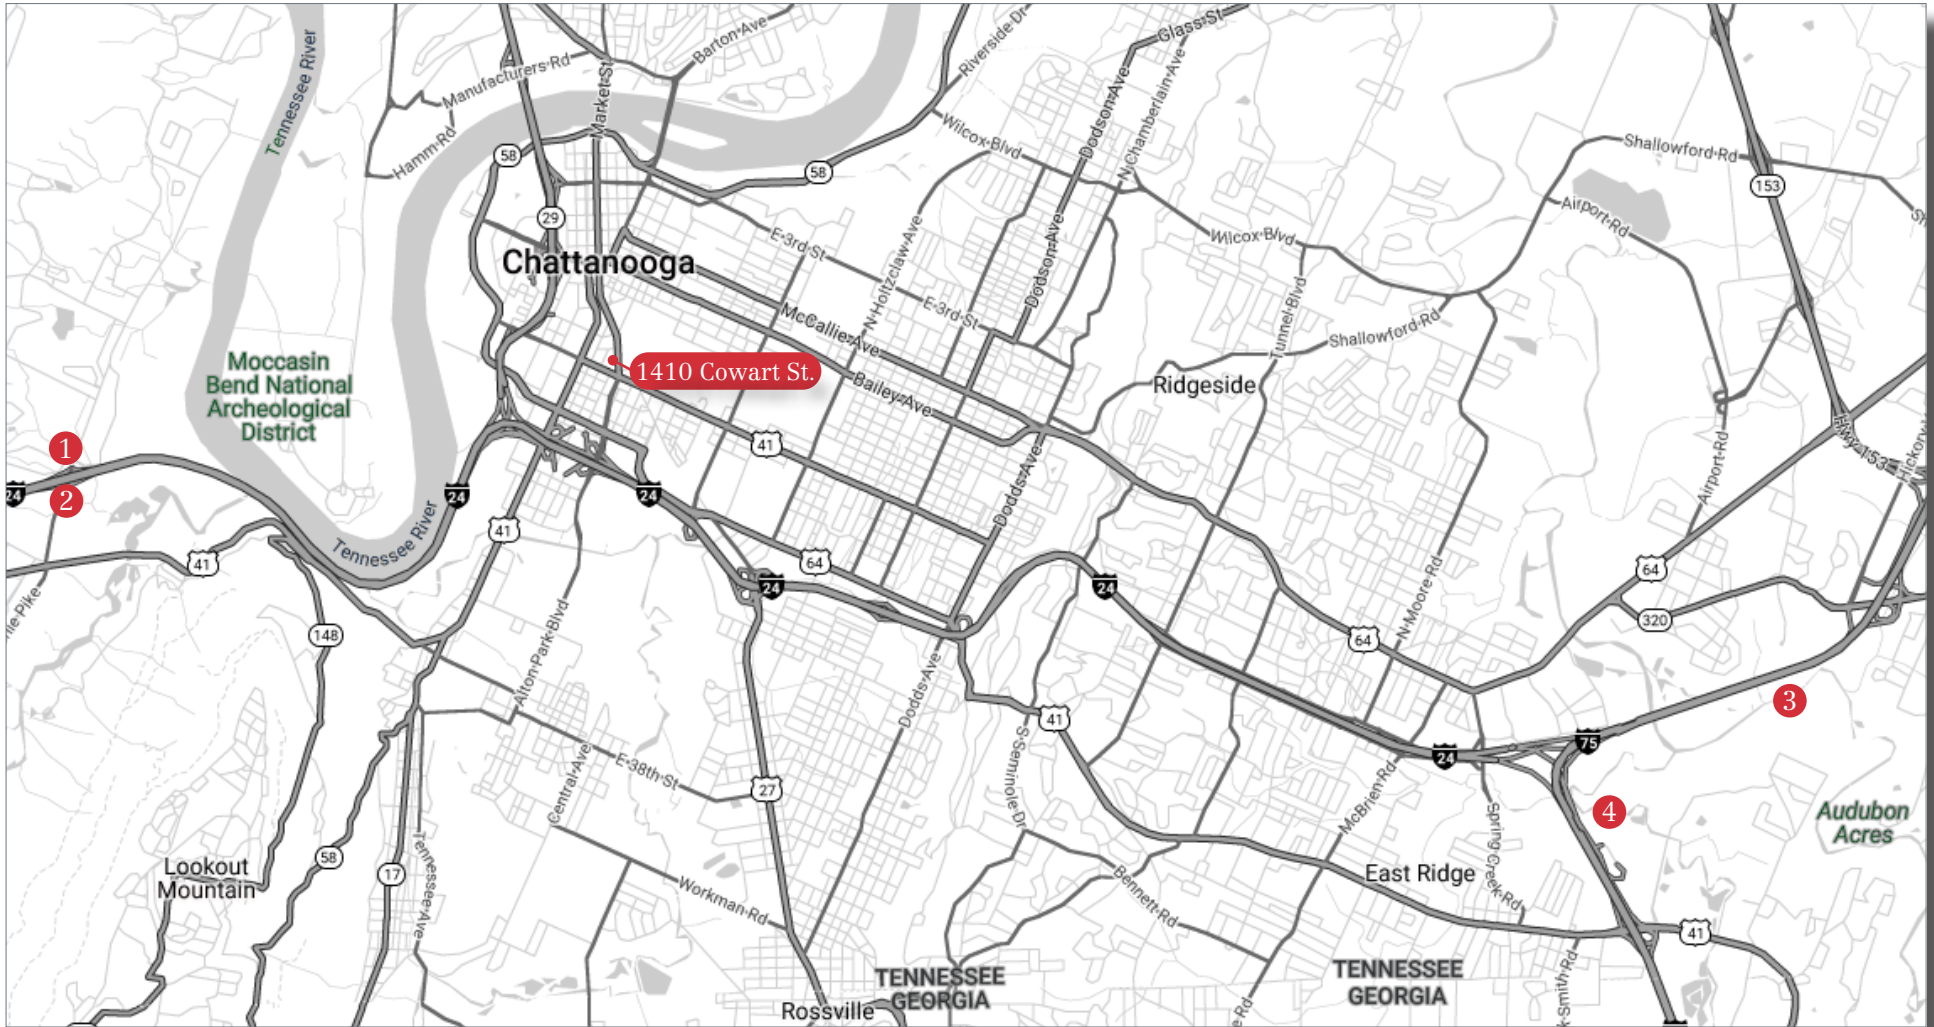 Tennessee River
Manufacturers Rd
Hamm Rd
Market St
Barton Ave
Riverside Dr
Glass St
Dodson Ave
N Chamberlain Ave
Wilcox Blvd
Shallowford Rd
153
58
58
29
Airport Rd
Chattanooga
E 3rd St
N Holtzclaw Ave
Dodson Ave
Wilcox Blvd
E 3rd St
Tunnel Blvd
Shallowford Rd
McCallie Ave
Moccasin
Bend National
Archeological
District
1410 Cowart St.
Bailey Ave
Ridgeside
Hwy 153
1
2
24
41
24
24
Tennessee River
41
41
Dodds Ave
Airport Rd
64
24
24
64
320
148
64
N Moore Rd
Alton Park Blvd
Dodds Ave
41
S Seminole Dr
3
24
75
E 38th St
Central Ave
27
McBrien Rd
Spring Creek Rd
4
Audubon
Acres
Lookout
Mountain
58
17
Tennessee Ave
Workman Rd
Bennett Rd
East Ridge
41
TENNESSEE
GEORGIA
TENNESSEE
GEORGIA
Rossville